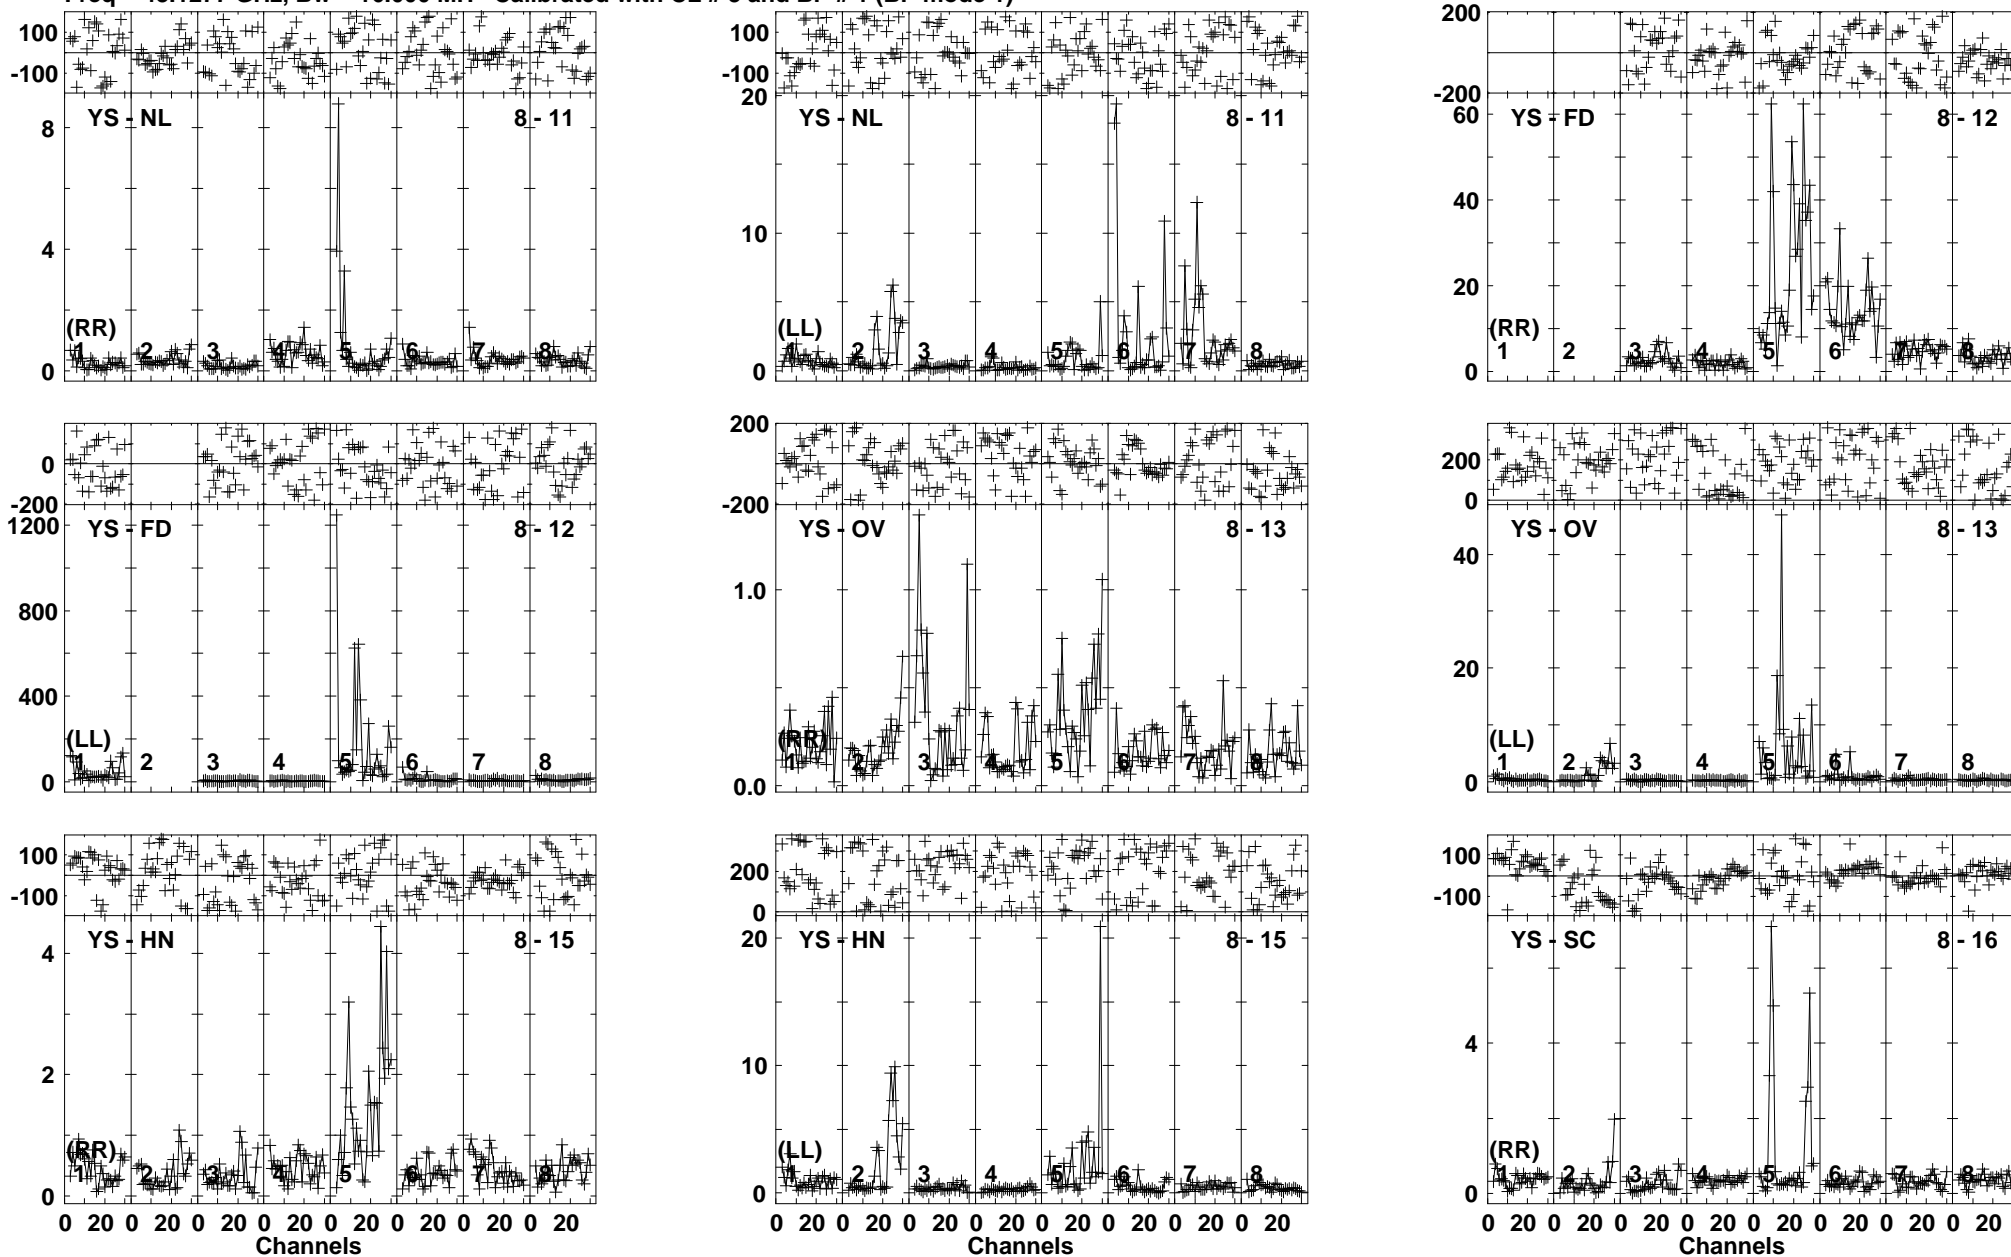 100 100 200
-100 -100 -200
YS - NL 8 - 11 YS - NL 8 - 11 YS - FD 8 - 12
8 4 0 20 10 0 60 40 20 0
(RR) (LL) (RR)
1 2 3 4 5 6 7 8 1 2 3 4 5 6 7 8 1 2 3 4 5 6 7 8
200 0 -200 200 0 -200 200 0
YS - FD 8 - 12 YS - OV 8 - 13 YS - OV 8 - 13
1200 800 400 0 1.0 0.0 40 20 0
(LL) (RR) (LL)
1 2 3 4 5 6 7 8 1 2 3 4 5 6 7 8 1 2 3 4 5 6 7 8
100 -100 200 0 100 -100
YS - HN 8 - 15 YS - HN 8 - 15 YS - SC 8 - 16
4 2 0 20 10 0 4 0
(RR) (LL) (RR)
1 2 3 4 5 6 7 8 1 2 3 4 5 6 7 8 1 2 3 4 5 6 7 8
0 20 0 20 0 20 0 20 0 20 0 20 0 20 0 20 0 20 0 20 0 20 0 20 0 20 0 20 0 20 0 20 0 20 0 20 0 20 0 20 0 20 0 20 0 20 0 20
Channels Channels Channels